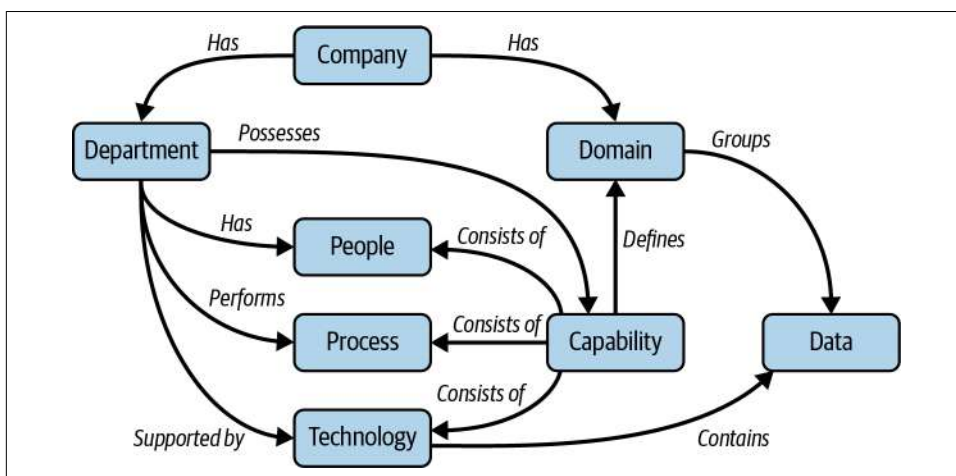 Has
Company
Has
Department
Possesses
Domain
Groups
Has
People
Consists of
Defines
Performs
Process
Consists of
Capability
Data
Consists of
Supported by
Technology
Contains